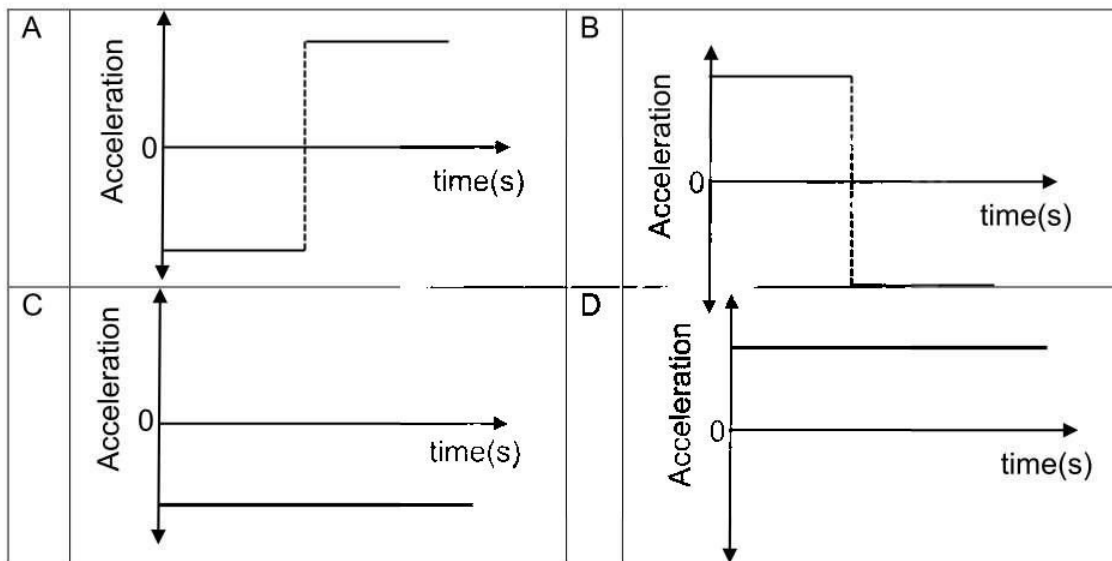 A
Acceleration
0
time(s)
B
Acceleration
0
time(s)
C
Acceleration
0
time(s)
D
Acceleration
0
time(s)